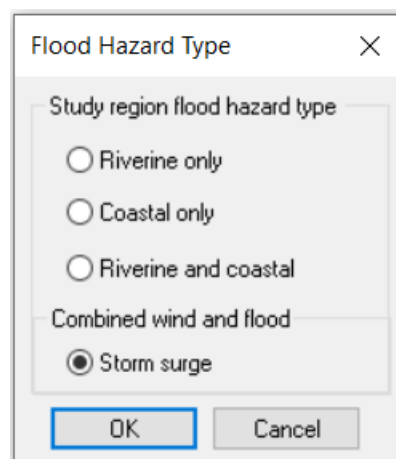 Flood Hazard Type
Study region flood hazard type
Riverine only
Coastal only
Riverine and coastal
Combined wind and flood
Storm surge
OK Cancel